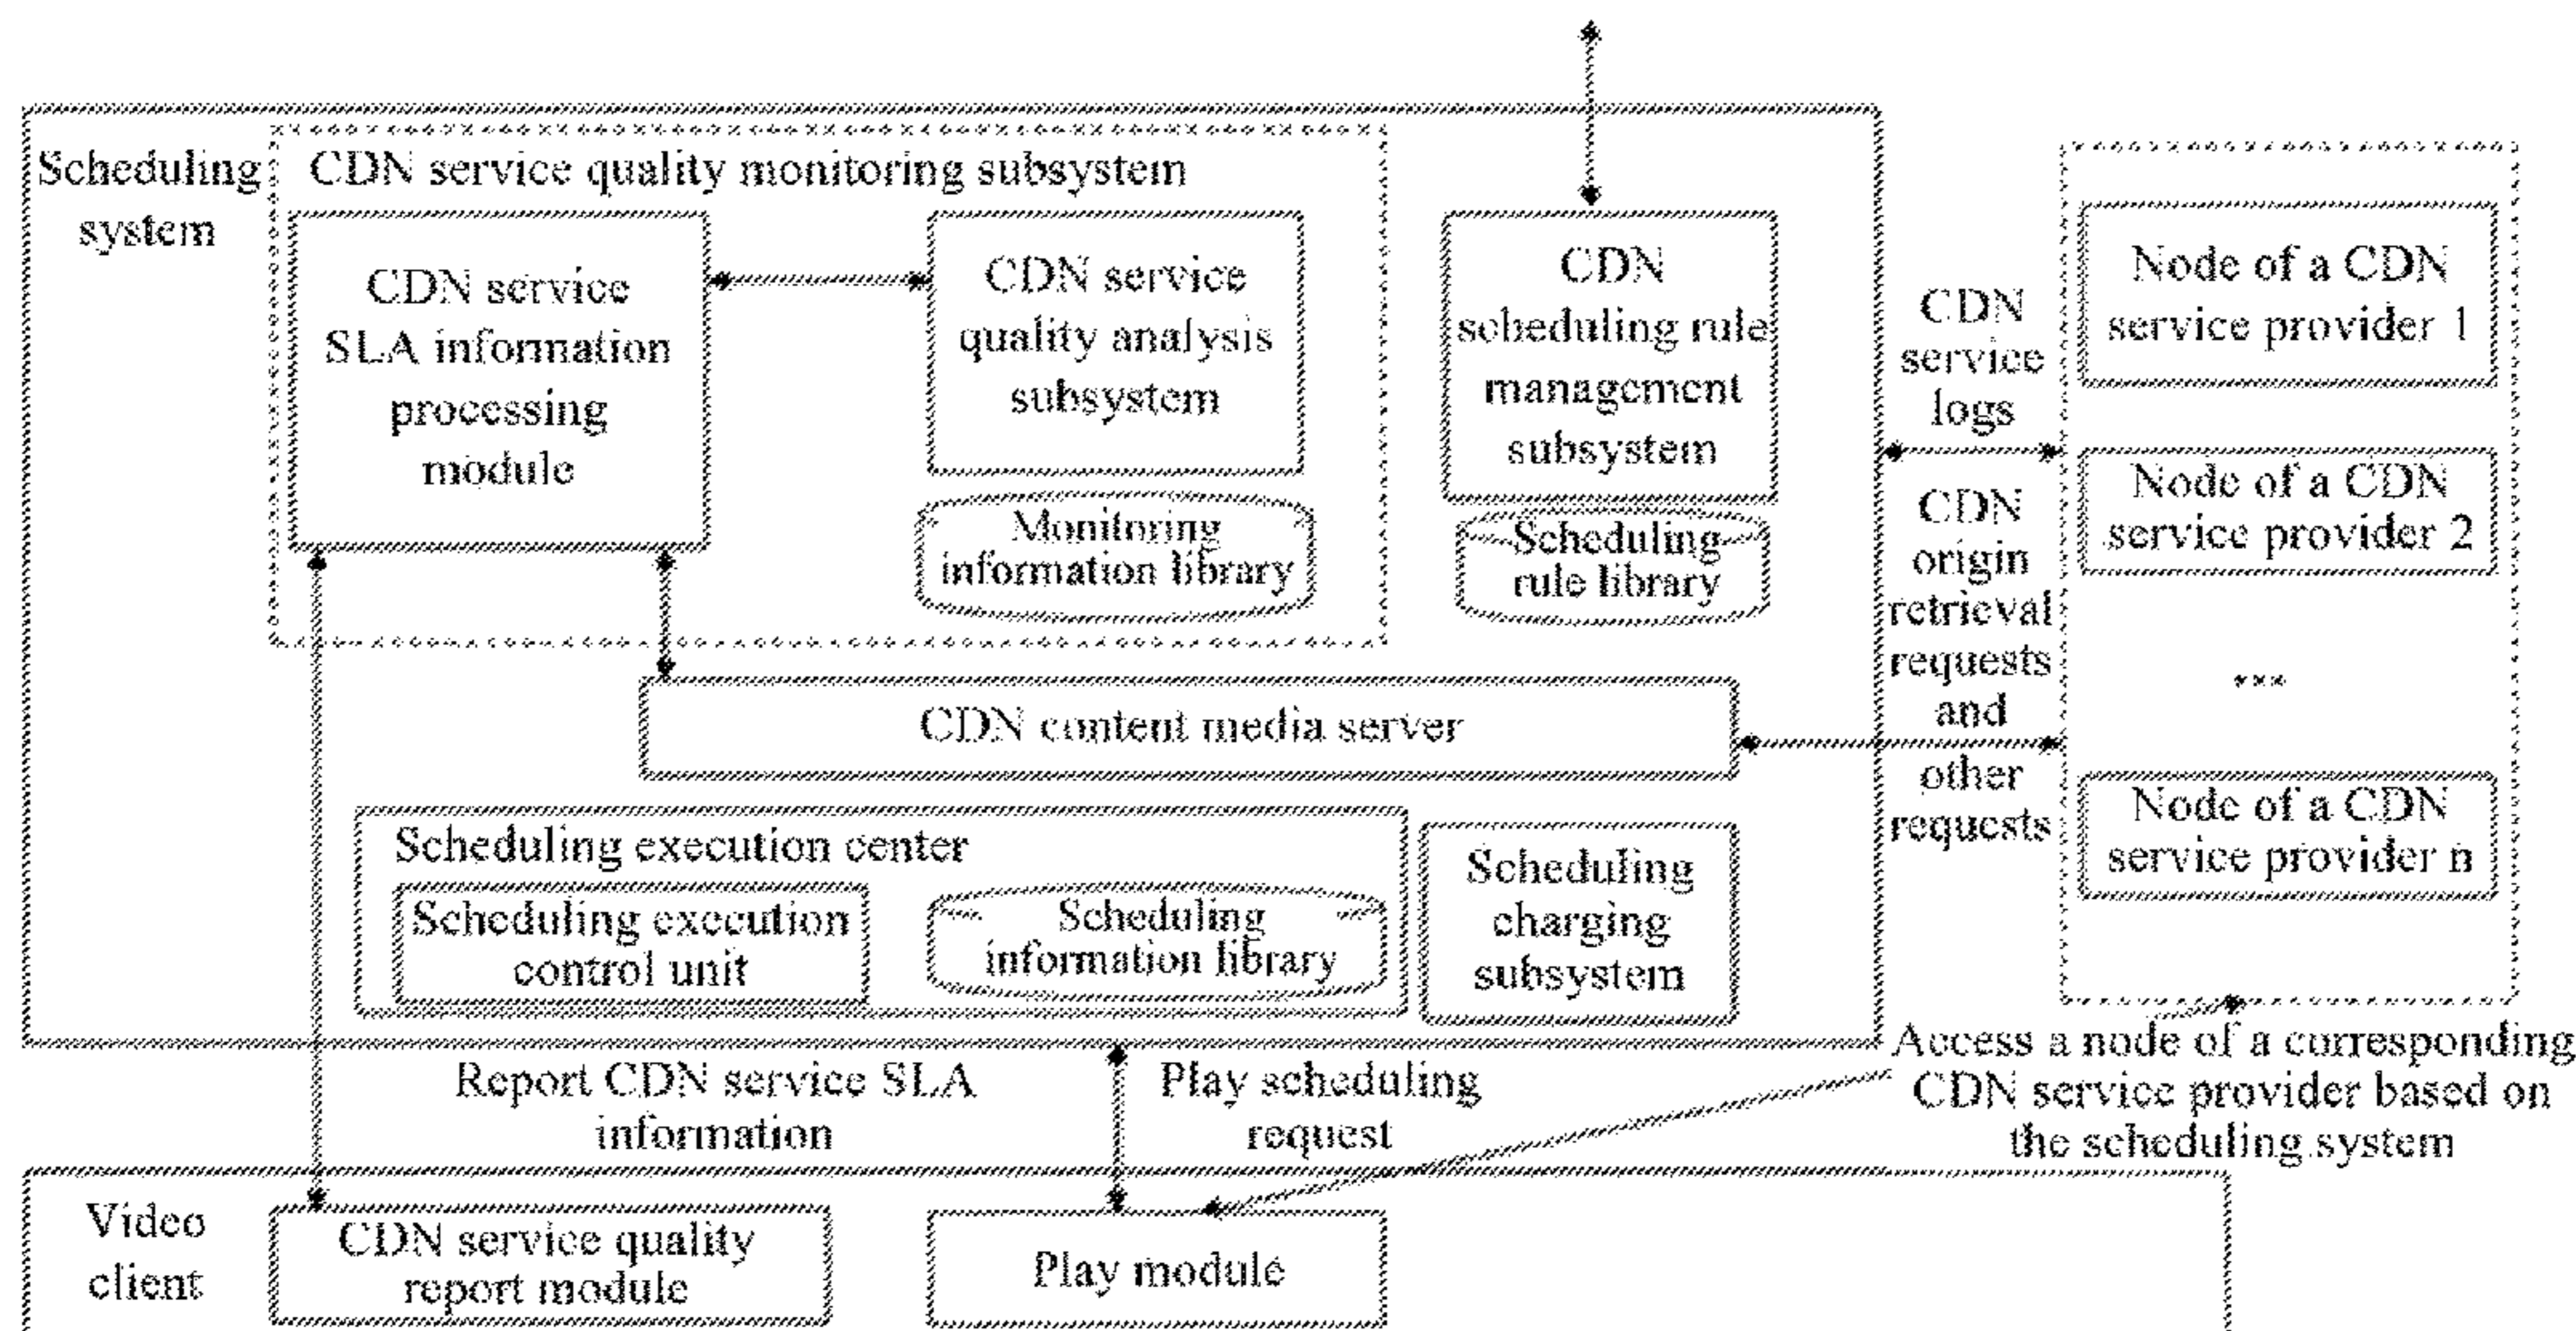 Scheduling
system
CDN service quality monitoring subsystem
CDN service
SLA information
processing
module
CDN service
quality analysis
subsystem
Monitoring
information library
CDN
scheduling rule
management
subsystem
Scheduling
rule library
CDN content media server
Scheduling execution center
Scheduling execution
control unit
Scheduling
information library
Scheduling
charging
subsystem
CDN
service
logs
CDN
origin
retrieval
requests
and
other
requests
Node of a CDN
service provider 1
Node of a CDN
service provider 2
...
Node of a CDN
service provider n
Report CDN service SLA
information
Play scheduling
request
Access a node of a corresponding
CDN service provider based on
the scheduling system
Video
client
CDN service quality
report module
Play module